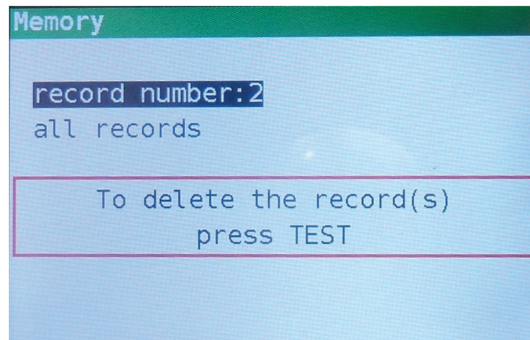 Memory
record number:2
all records
To delete the record(s)
press TEST